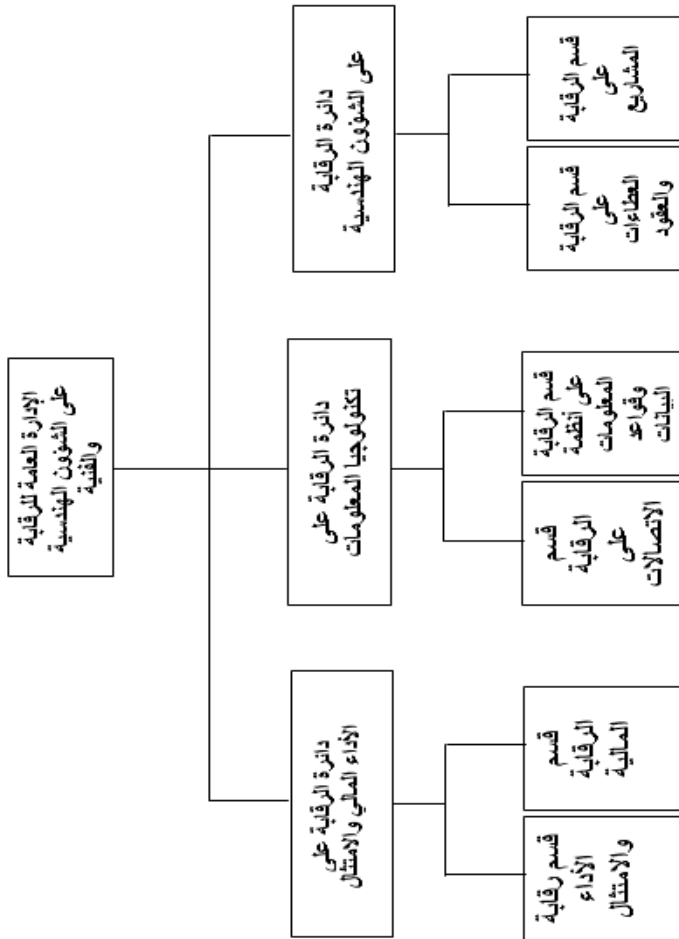 الإدارة العامة للرقابة
على الشؤون الهندسية
والفنية
دائرة الرقابة
على الشؤون الهندسية
دائرة الرقابة على
تكنولوجيا المعلومات
دائرة الرقابة على
الأداء المالي والامتثال
قسم الرقابة
على
المشاريع
قسم الرقابة
على
العطاءات
والعقود
قسم الرقابة
على أنظمة
المعلومات
وقواعد
البيانات
قسم
الرقابة
على
الاتصالات
قسم
الرقابة
المالية
قسم رقابة
الأداء
والامتثال